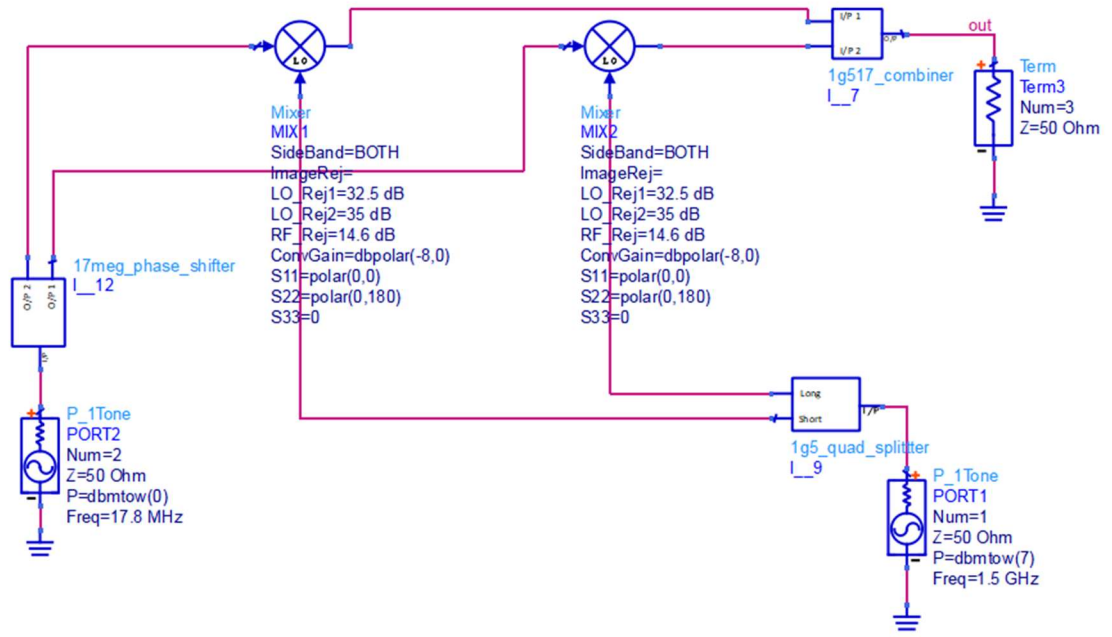 I/P 1
O/P
I/P 2
out
1g517_combiner
I__7
Term
Term3
Num=3
Z=50 Ohm
LO
Mixer
MIX1
SideBand=BOTH
ImageRej=
LO_Rej1=32.5 dB
LO_Rej2=35 dB
RF_Rej=14.6 dB
ConvGain=dbpolar(-8,0)
S11=polar(0,0)
S22=polar(0,180)
S33=0
LO
Mixer
MIX2
SideBand=BOTH
ImageRej=
LO_Rej1=32.5 dB
LO_Rej2=35 dB
RF_Rej=14.6 dB
ConvGain=dbpolar(-8,0)
S11=polar(0,0)
S22=polar(0,180)
S33=0
17meg_phase_shifter
I__12
O/P 2
O/P 1
I/P
P_1Tone
PORT2
Num=2
Z=50 Ohm
P=dbmtow(0)
Freq=17.8 MHz
Long
Short
I/P
1g5_quad_splitter
I__9
P_1Tone
PORT1
Num=1
Z=50 Ohm
P=dbmtow(7)
Freq=1.5 GHz